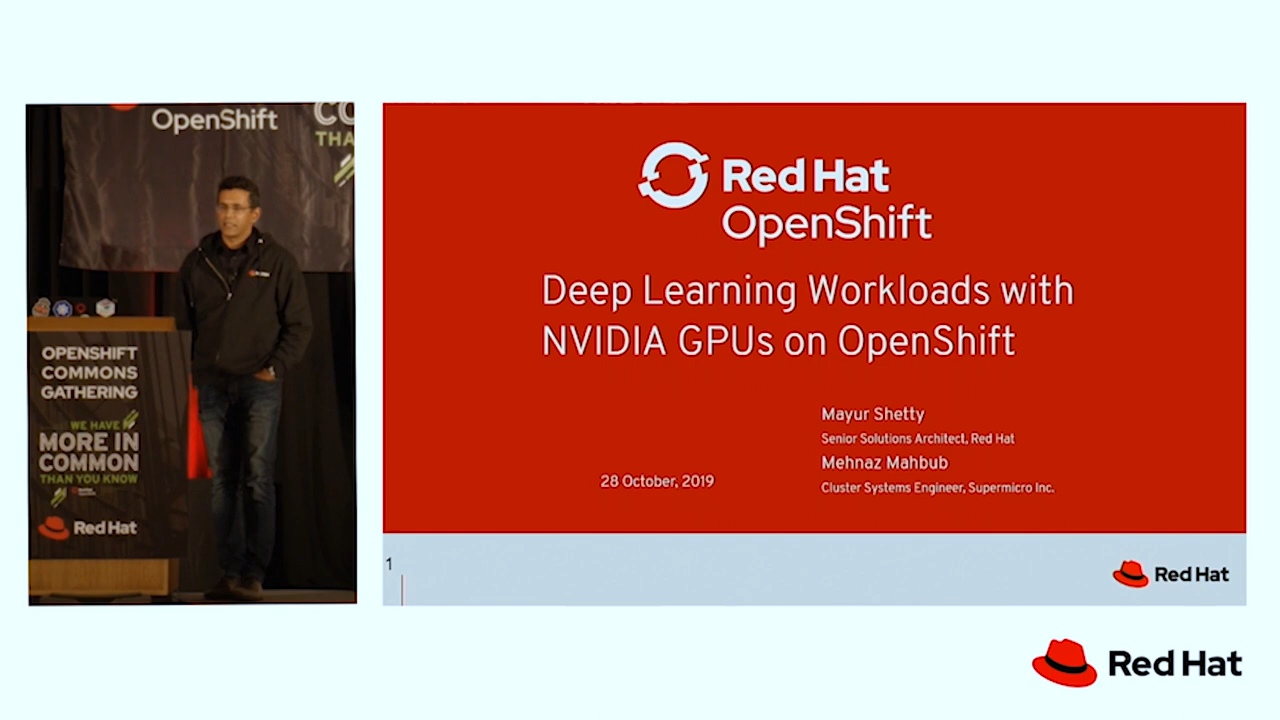 OpenShift
CO
THA
OPENSHIFT
COMMONS
GATHERING
WE HAVE
MORE IN
COMMON
THAN YOU KNOW
Red Hat
Red Hat
OpenShift
Deep Learning Workloads with
NVIDIA GPUs on OpenShift
Mayur Shetty
Senior Solutions Architect, Red Hat
Mehnaz Mahbub
28 October, 2019
Cluster Systems Engineer, Supermicro Inc.
1
Red Hat
Red Hat